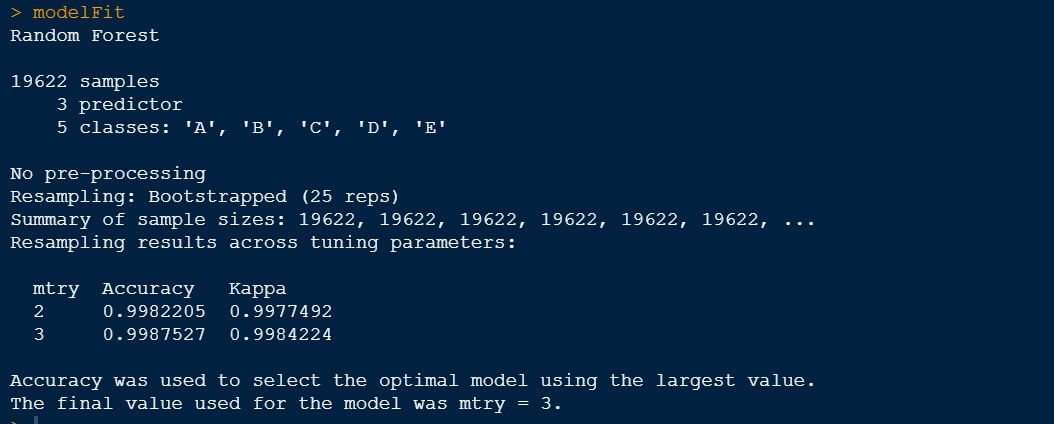 > modelFit
Random Forest
19622 samples
3 predictor
5 classes: 'A', 'B', 'C', 'D', 'E'
No pre-processing
Resampling: Bootstrapped (25 reps)
Summary of sample sizes: 19622, 19622, 19622, 19622, 19622, 19622, ...
Resampling results across tuning parameters:
mtry  Accuracy   Kappa
2     0.9982205  0.9977492
3     0.9987527  0.9984224
Accuracy was used to select the optimal model using the largest value.
The final value used for the model was mtry = 3.
>